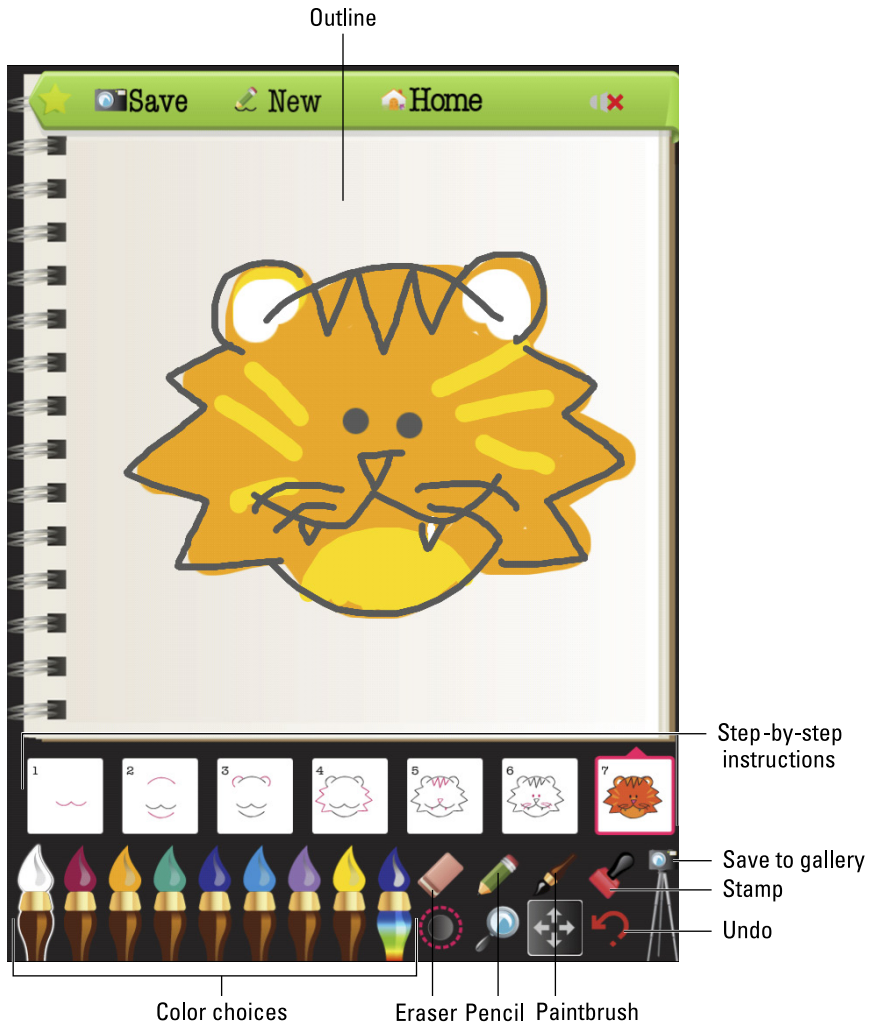 Outline
Save
New
Home
Step-by-step
instructions
1
2
3
4
5
6
7
Save to gallery
Stamp
Undo
Color choices
Eraser
Pencil
Paintbrush